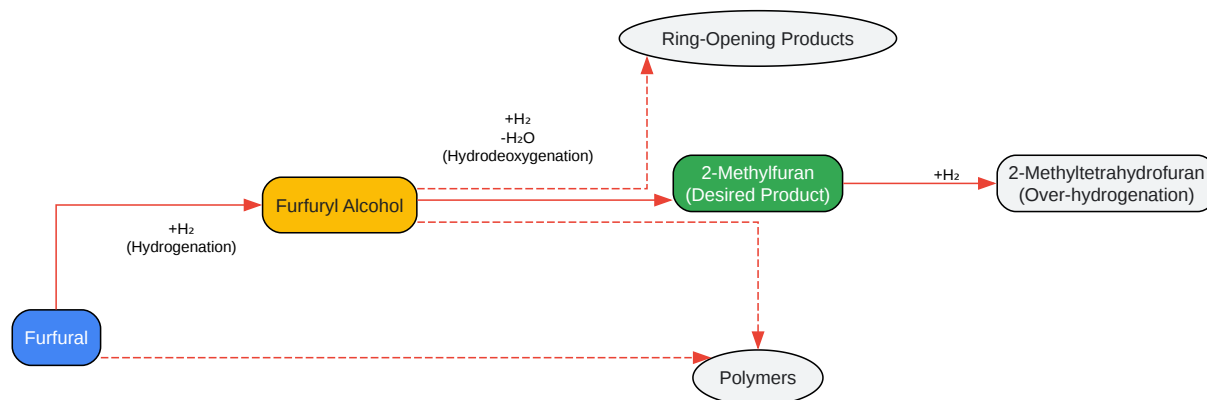 Ring-Opening Products
+H₂
-H₂O
(Hydrodeoxygenation)
2-Methylfuran
(Desired Product)
+H₂
2-Methyltetrahydrofuran
(Over-hydrogenation)
Furfuryl Alcohol
+H₂
(Hydrogenation)
Furfural
Polymers